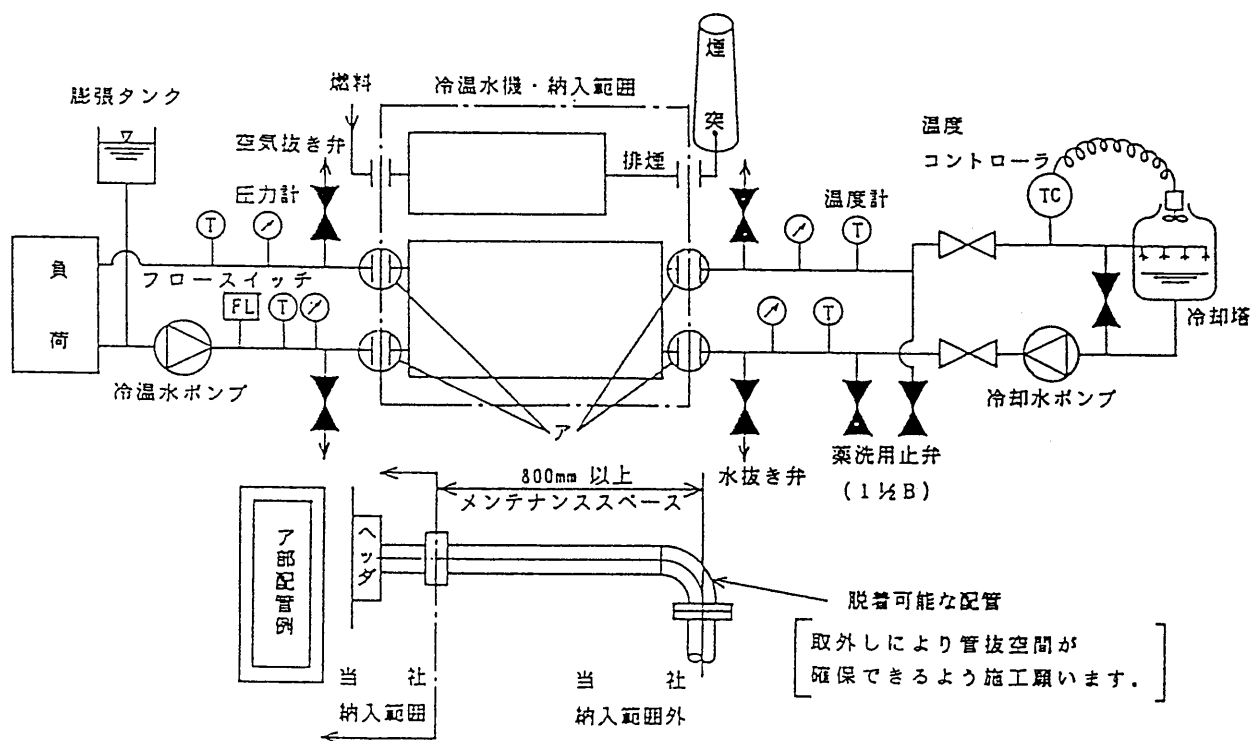 煙
突
燃料
冷温水機・納入範囲
膨張タンク
空気抜き弁
排煙
温度
コントローラ
圧力計
温度計
TC
T
T
負
荷
フロースイッチ
FL
T
T
冷却塔
冷温水ポンプ
冷却水ポンプ
ア
水抜き弁
薬洗用止弁
(1½B)
800mm 以上
メンテナンススペース
ア部配管例
ヘッダ
脱着可能な配管
取外しにより管抜空間が
確保できるよう施工願います.
当社
納入範囲
当社
納入範囲外